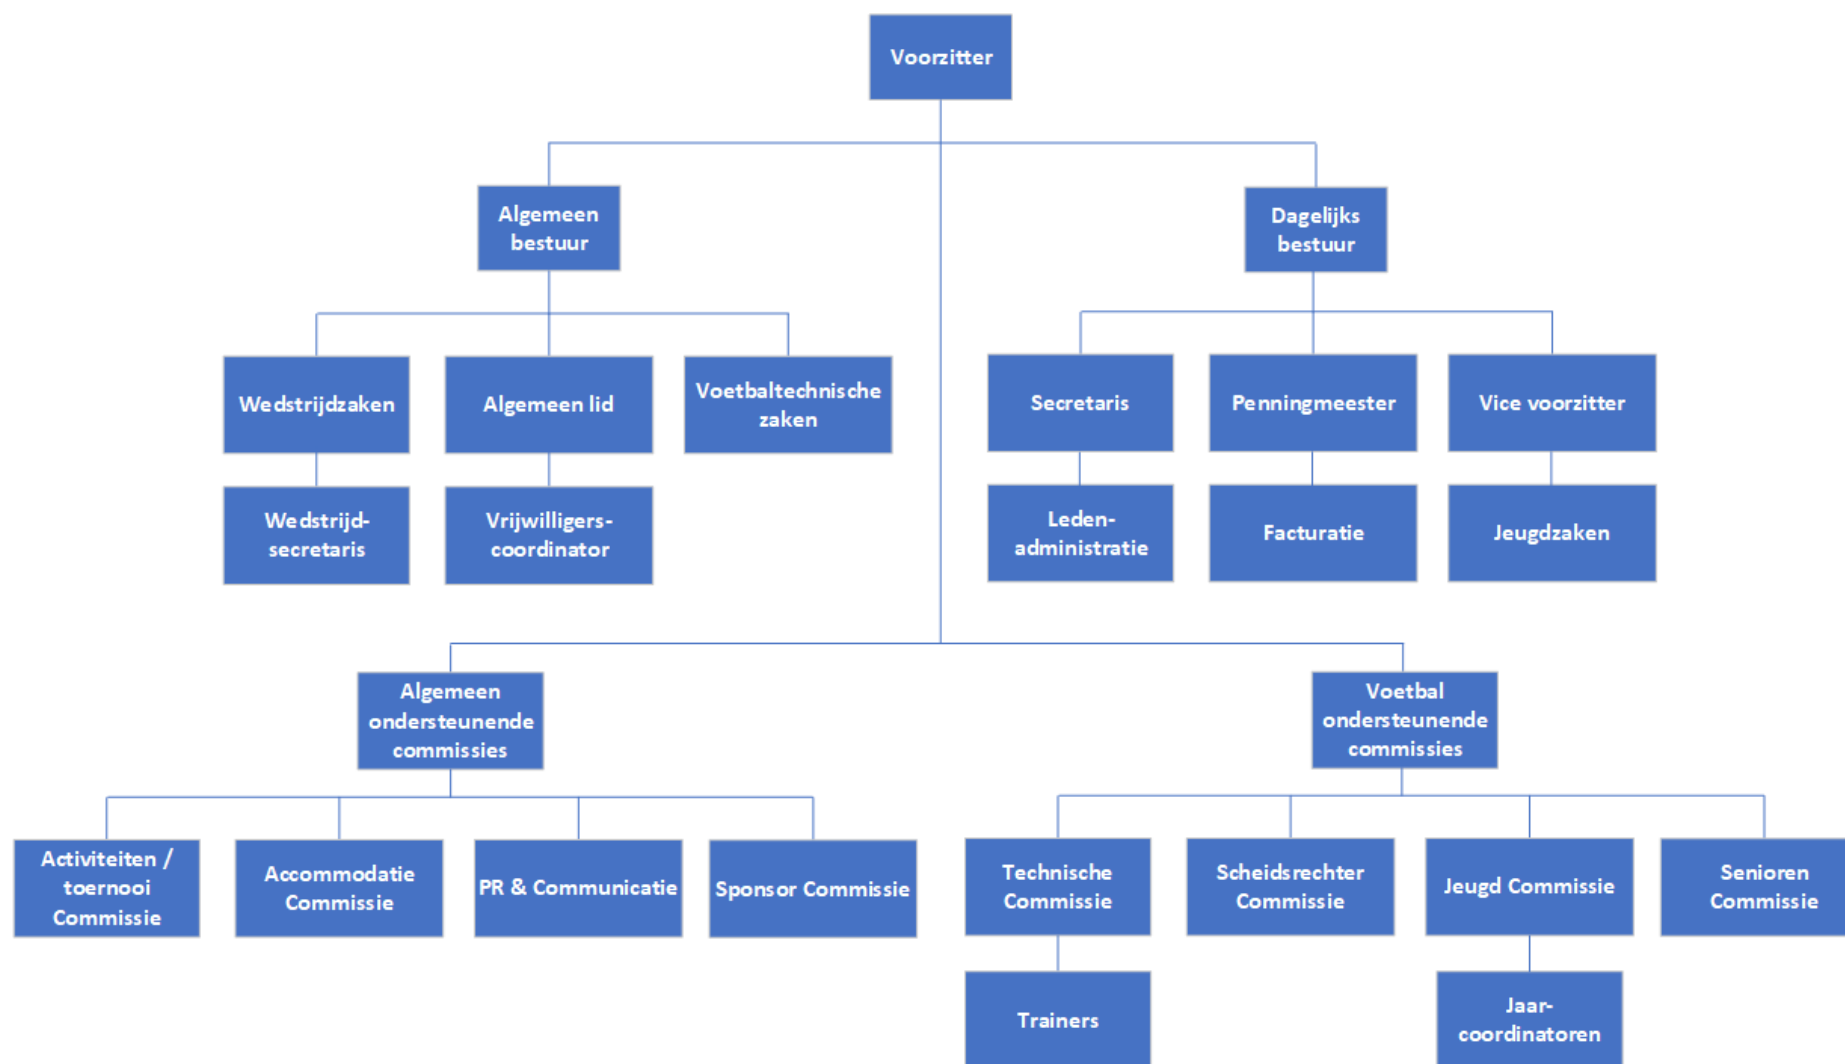 Voorzitter
Algemeen
bestuur
Dagelijks
bestuur
Wedstrijdzaken
Algemeen lid
Voetbaltechnische
zaken
Secretaris
Penningmeester
Vice voorzitter
Wedstrijd-
secretaris
Vrijwilligers-
coordinator
Leden-
administratie
Facturatie
Jeugdzaken
Algemeen
ondersteunende
commissies
Voetbal
ondersteunende
commissies
Activiteiten /
toernooi
Commissie
Accommodatie
Commissie
PR & Communicatie
Sponsor Commissie
Technische
Commissie
Scheidsrechter
Commissie
Jeugd Commissie
Senioren
Commissie
Trainers
Jaar-
coordinatoren